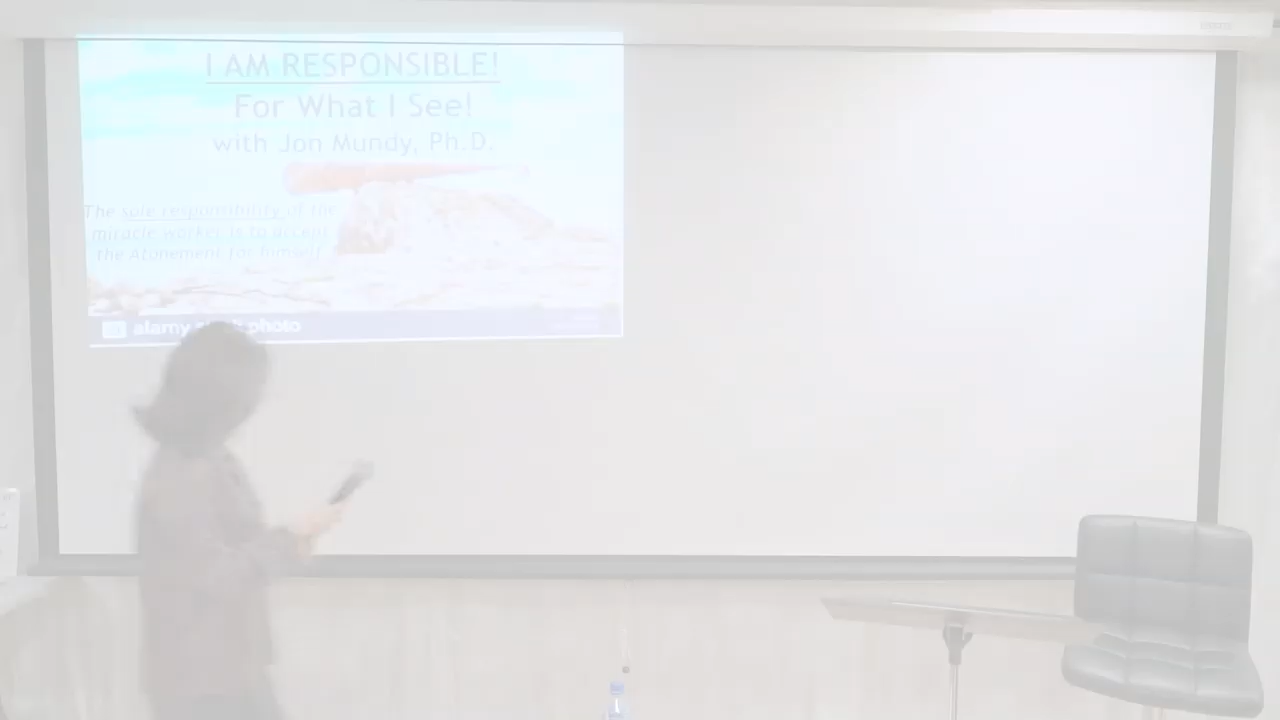 I AM RESPONSIBLE!
For What I See!
with Jon Mundy, Ph.D.
The sole responsibility of the
miracle worker is to accept
the Atonement for himself
alamy stock photo